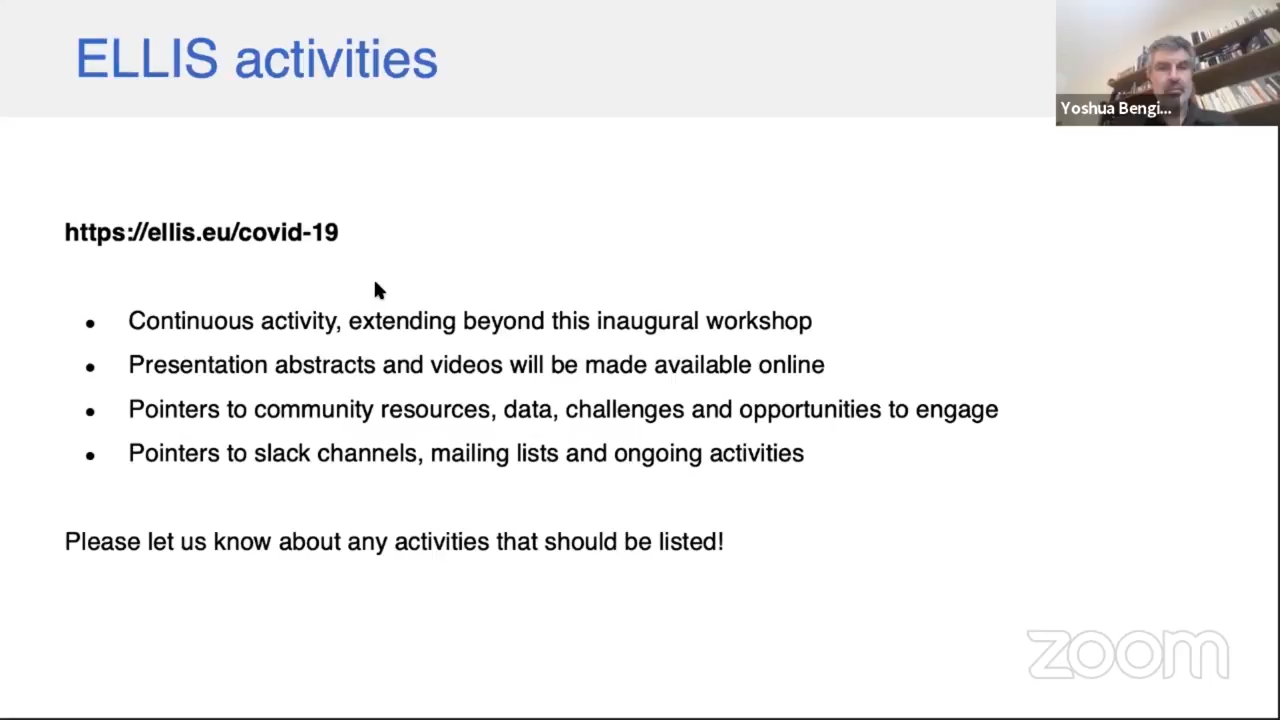 ELLIS activities
Yoshua Bengi...
https://ellis.eu/covid-19
• Continuous activity, extending beyond this inaugural workshop
• Presentation abstracts and videos will be made available online
• Pointers to community resources, data, challenges and opportunities to engage
• Pointers to slack channels, mailing lists and ongoing activities
Please let us know about any activities that should be listed!
zoom